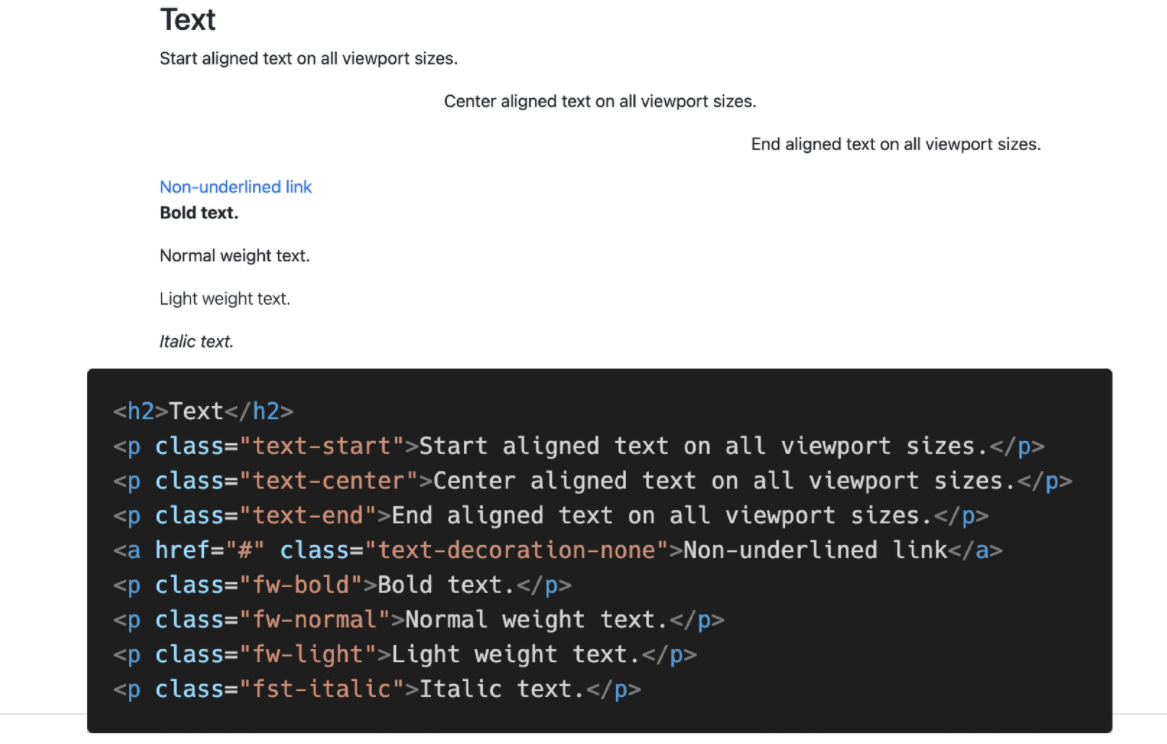 Text
Start aligned text on all viewport sizes.
Center aligned text on all viewport sizes.
End aligned text on all viewport sizes.
Non-underlined link
Bold text.
Normal weight text.
Light weight text.
Italic text.
<h2>Text</h2>
<p class="text-start">Start aligned text on all viewport sizes.</p>
<p class="text-center">Center aligned text on all viewport sizes.</p>
<p class="text-end">End aligned text on all viewport sizes.</p>
<a href="#" class="text-decoration-none">Non-underlined link</a>
<p class="fw-bold">Bold text.</p>
<p class="fw-normal">Normal weight text.</p>
<p class="fw-light">Light weight text.</p>
<p class="fst-italic">Italic text.</p>